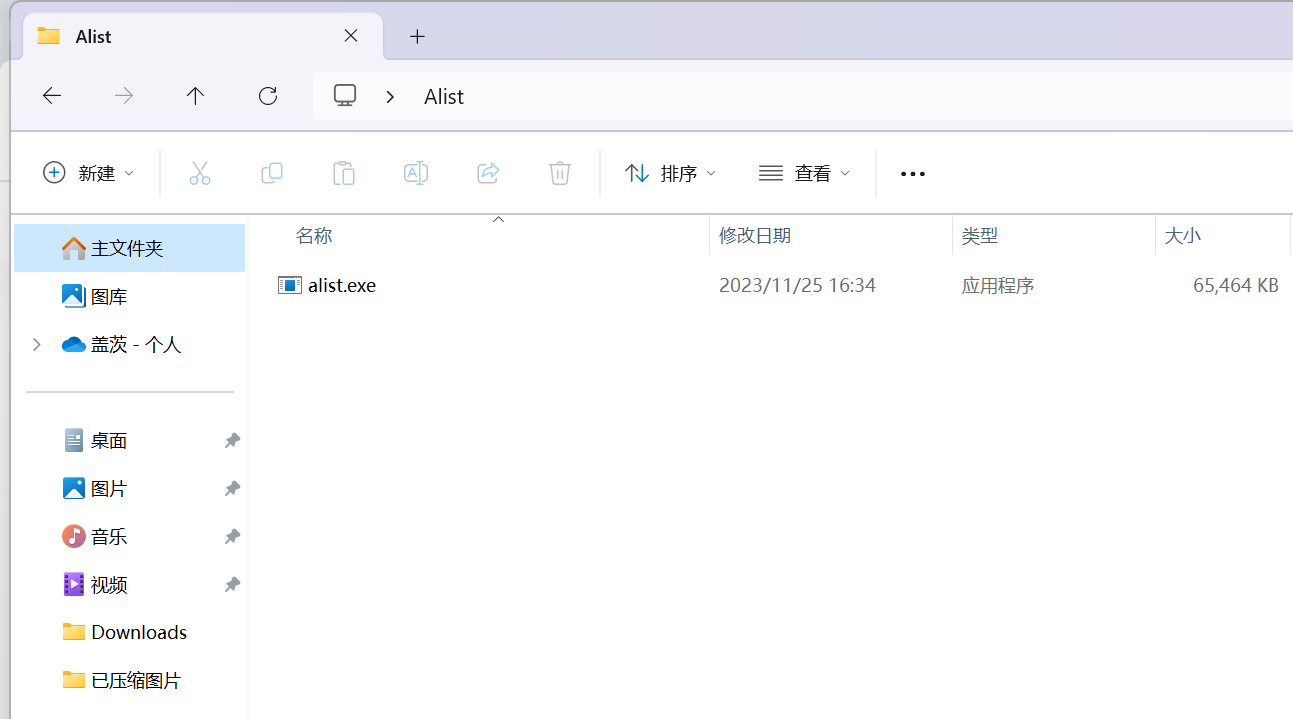 Alist
Alist
新建
排序
查看
主文件夹
图库
盖茨 - 个人
桌面
图片
音乐
视频
Downloads
已压缩图片
名称 修改日期 类型 大小
alist.exe 2023/11/25 16:34 应用程序 65,464 KB